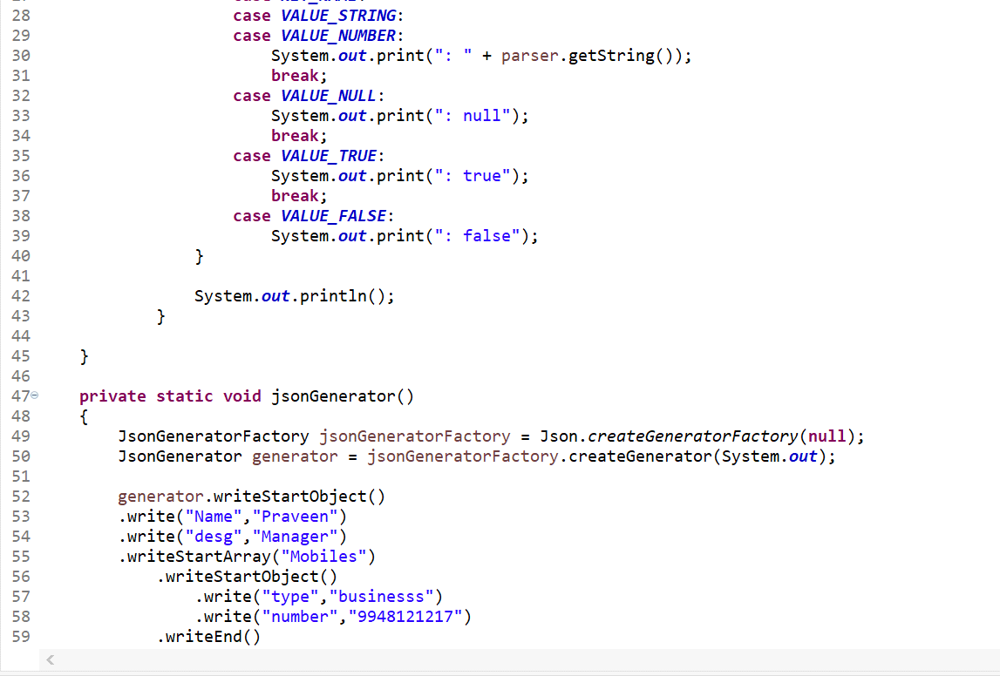 28 case VALUE_STRING:
29 case VALUE_NUMBER:
30 System.out.print(": " + parser.getString());
31 break;
32 case VALUE_NULL:
33 System.out.print(": null");
34 break;
35 case VALUE_TRUE:
36 System.out.print(": true");
37 break;
38 case VALUE_FALSE:
39 System.out.print(": false");
40 }
41
42 System.out.println();
43 }
44
45 }
46
47 private static void jsonGenerator()
48 {
49 JsonGeneratorFactory jsonGeneratorFactory = Json.createGeneratorFactory(null);
50 JsonGenerator generator = jsonGeneratorFactory.createGenerator(System.out);
51
52 generator.writeStartObject()
53 .write("Name","Praveen")
54 .write("desg","Manager")
55 .writeStartArray("Mobiles")
56 .writeStartObject()
57 .write("type","businesss")
58 .write("number","9948121217")
59 .writeEnd()